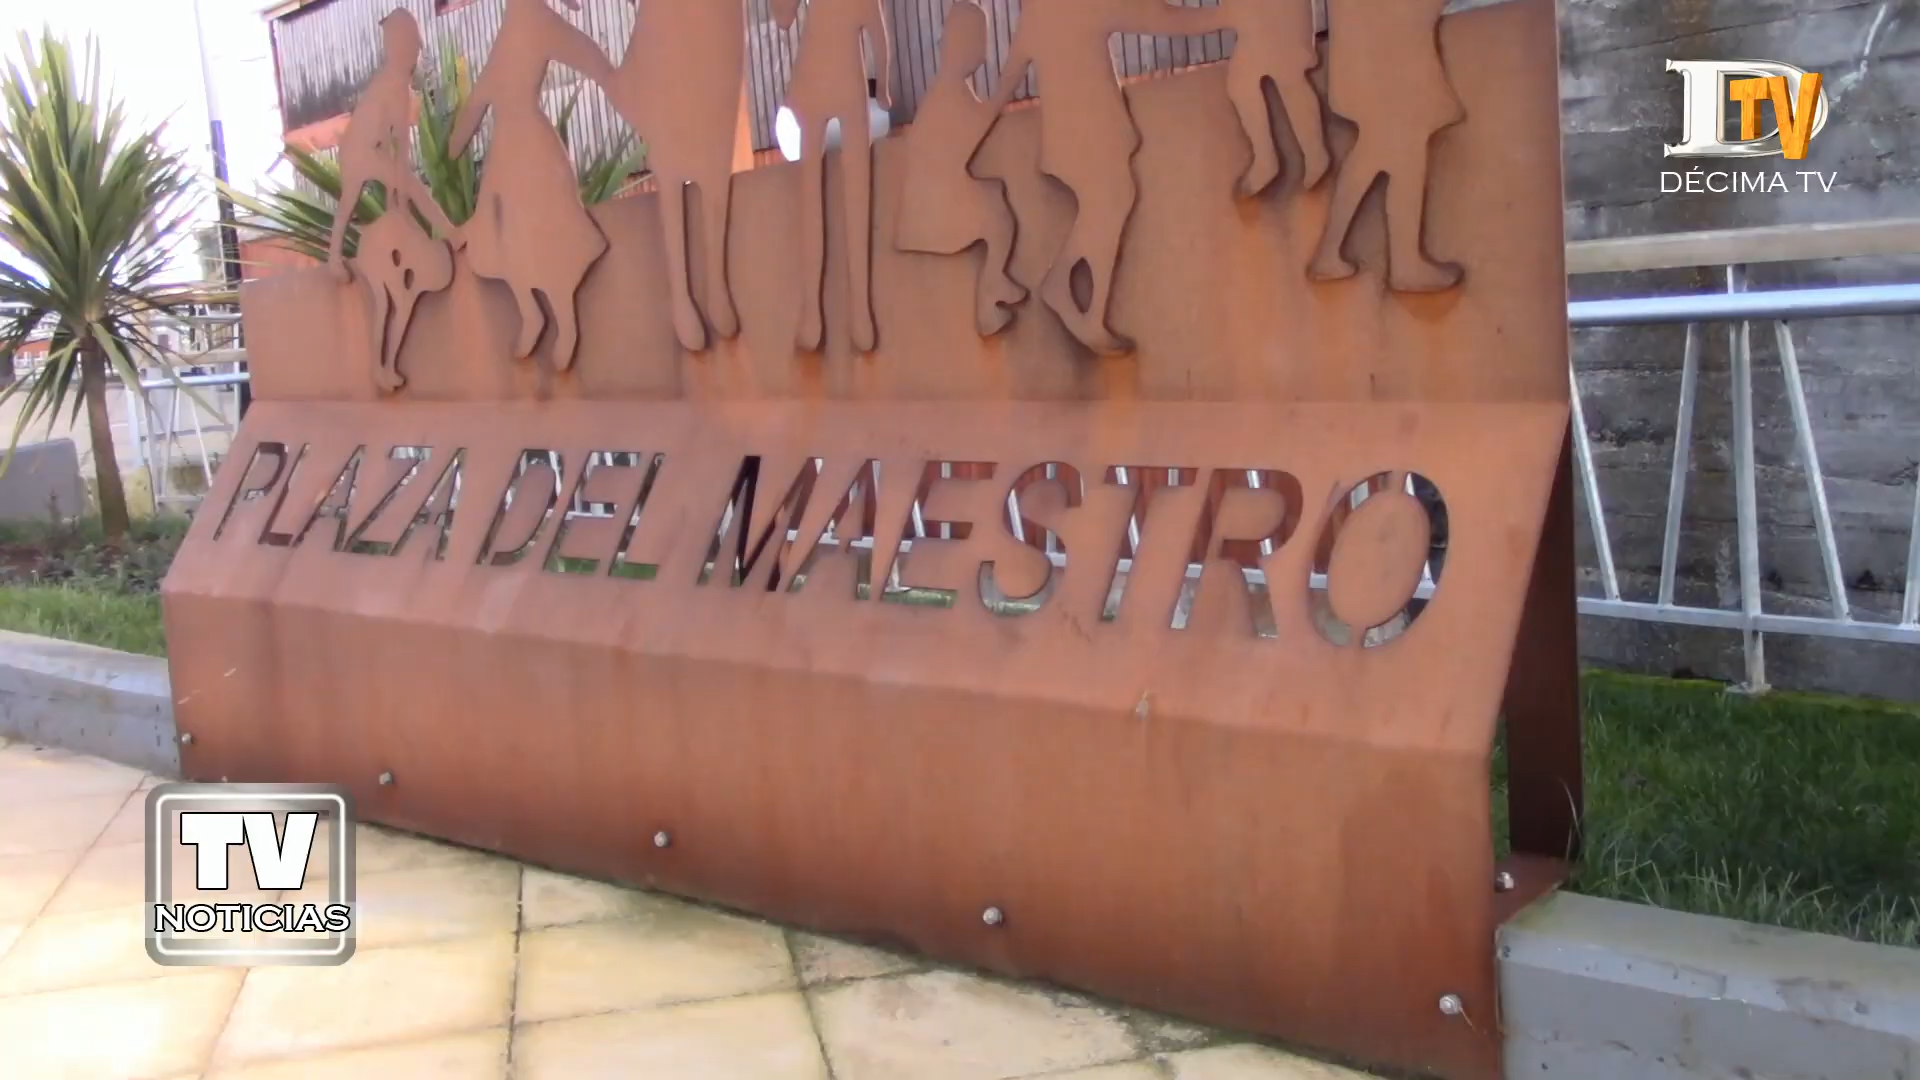 DTV
DÉCIMA TV
PLAZA DEL MAESTRO
TV
NOTICIAS